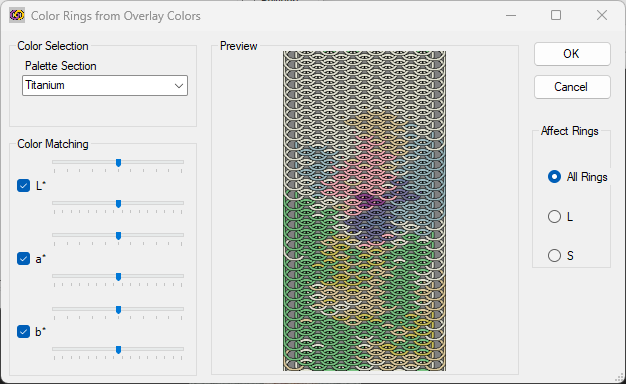 Color Rings from Overlay Colors
Color Selection
Palette Section
Titanium
Color Matching
L*
a*
b*
Preview
OK
Cancel
Affect Rings
All Rings
L
S